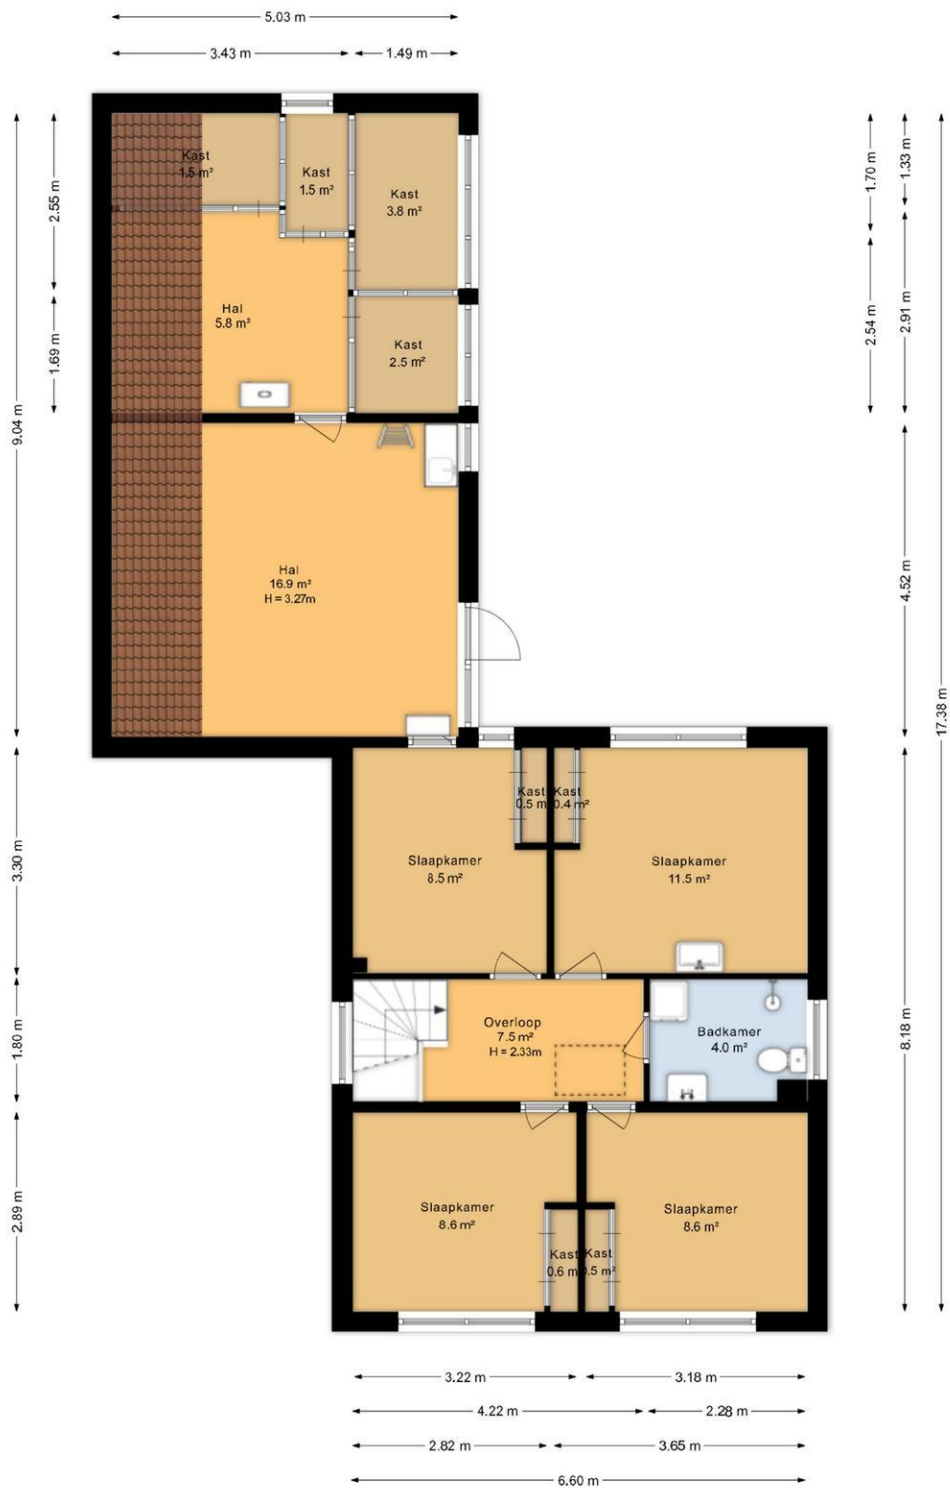 5.03 m
3.43 m
1.49 m
Kast
1.5 m²
Kast
1.5 m²
Kast
3.8 m²
2.55 m
1.70 m
1.33 m
Hal
5.8 m²
Kast
2.5 m²
1.69 m
2.54 m
2.91 m
9.04 m
Hal
16.9 m²
H = 3.27m
4.52 m
17.38 m
Kast
0.5 m
Kast
0.4 m²
Slaapkamer
8.5 m²
Slaapkamer
11.5 m²
3.30 m
Overloop
7.5 m²
H = 2.33m
Badkamer
4.0 m²
1.80 m
8.18 m
Slaapkamer
8.6 m²
Slaapkamer
8.6 m²
Kast
0.6 m
Kast
0.5 m²
2.89 m
3.22 m
3.18 m
4.22 m
2.28 m
2.82 m
3.65 m
6.60 m